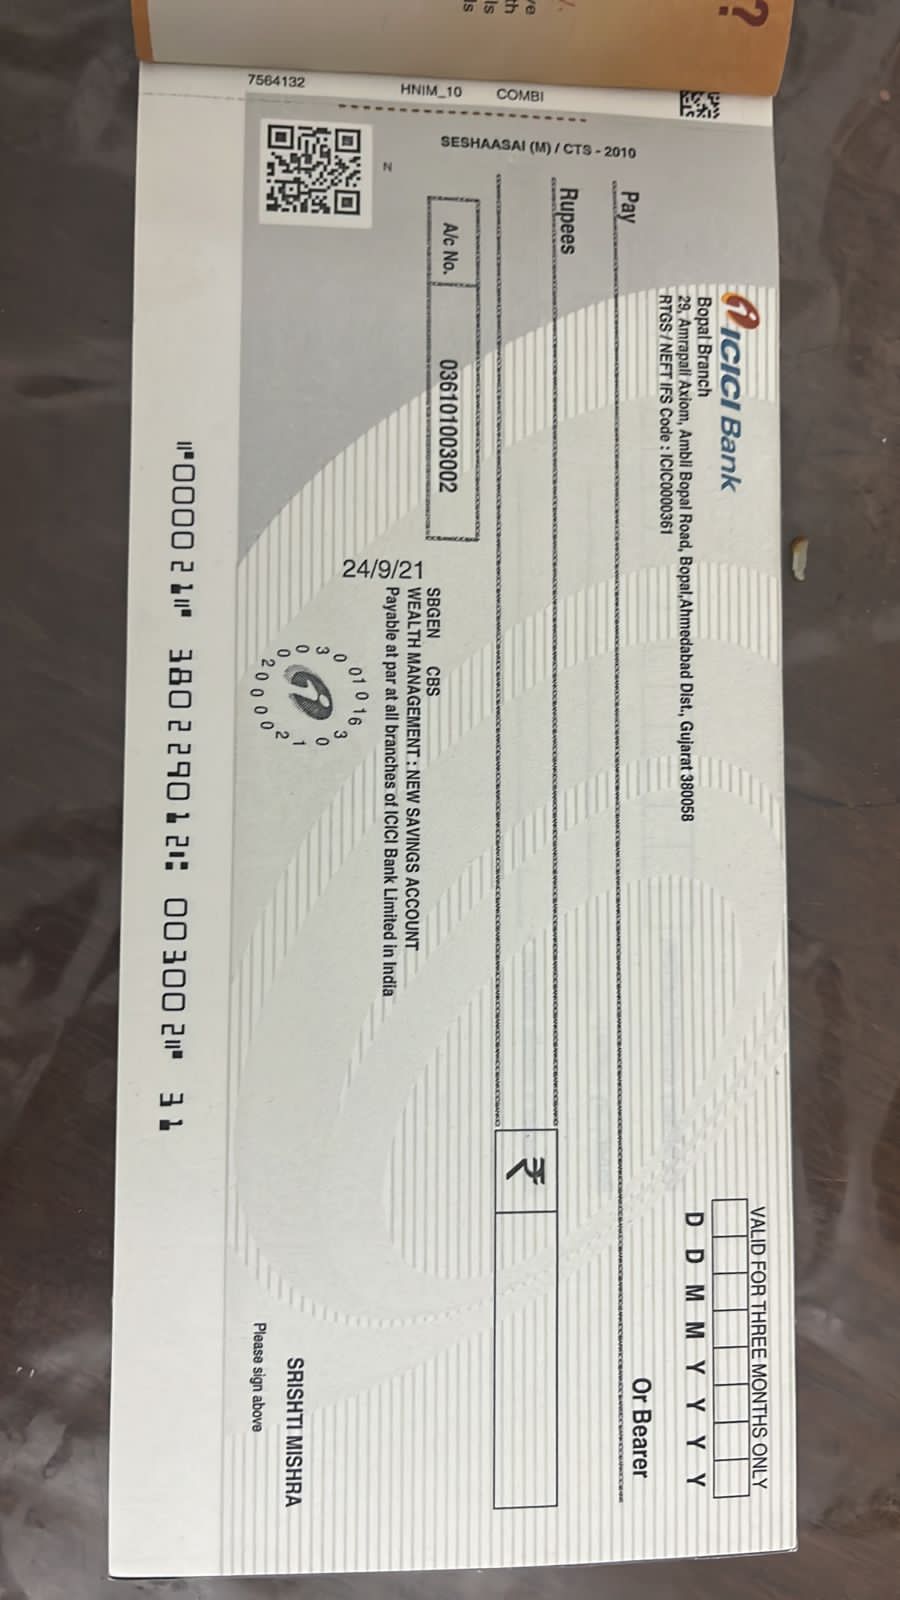 7564132
HNIM_10
COMBI
SESHAASAI (M) / CTS - 2010
ICICI Bank
Bopal Branch
29, Amrapali Axiom, Ambli Bopal Road, Bopal,Ahmedabad Dist., Gujarat 380058
RTGS / NEFT IFS Code : ICIC0000361
VALID FOR THREE MONTHS ONLY
D D M M Y Y Y Y
Pay
Or Bearer
Rupees
₹
A/c No.
036101003002
SBGEN CBS
24/9/21
WEALTH MANAGEMENT : NEW SAVINGS ACCOUNT
Payable at par at all branches of ICICI Bank Limited in India
SRISHTI MISHRA
Please sign above
⑈000021⑈ 380229012⑆ 003002⑈ 31